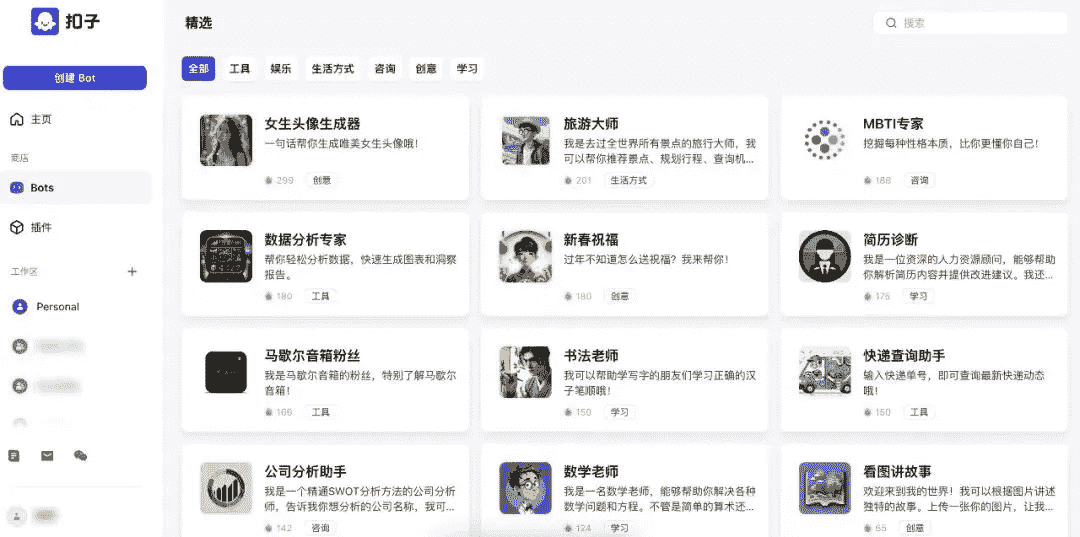 扣子
创建 Bot
主页
商店
Bots
插件
工作区
Personal
精选
搜索
全部
工具
娱乐
生活方式
咨询
创意
学习
女生头像生成器
一句话帮你生成唯美女生头像哦！
299
创意
旅游大师
我是去过全世界所有景点的旅行大师，我
可以帮你推荐景点、规划行程、查询机...
201
生活方式
MBTI专家
挖掘每种性格本质，比你更懂你自己！
188
咨询
数据分析专家
帮你轻松分析数据，快速生成图表和洞察
报告。
180
工具
新春祝福
过年不知道怎么送祝福？我来帮你！
180
创意
简历诊断
我是一位资深的人力资源顾问，能够帮助
你解析简历内容并提供改进建议。我还...
175
学习
马歇尔音箱粉丝
我是马歇尔音箱的粉丝，特别了解马歇尔
音箱！
166
工具
书法老师
我可以帮助学写字的朋友们学习正确的汉
子笔顺哦！
150
学习
快递查询助手
输入快递单号，即可查询最新快递动态
哦！
150
工具
公司分析助手
我是一个精通SWOT分析方法的公司分析
师，告诉我你想分析的公司名称，我可...
142
咨询
数学老师
我是一名数学老师，能够帮助你解决各种
数学问题和方程。不管是简单的算术还...
124
学习
看图讲故事
欢迎来到我的世界！我可以根据图片讲述
独特的故事。上传一张你的图片，让我...
65
创意